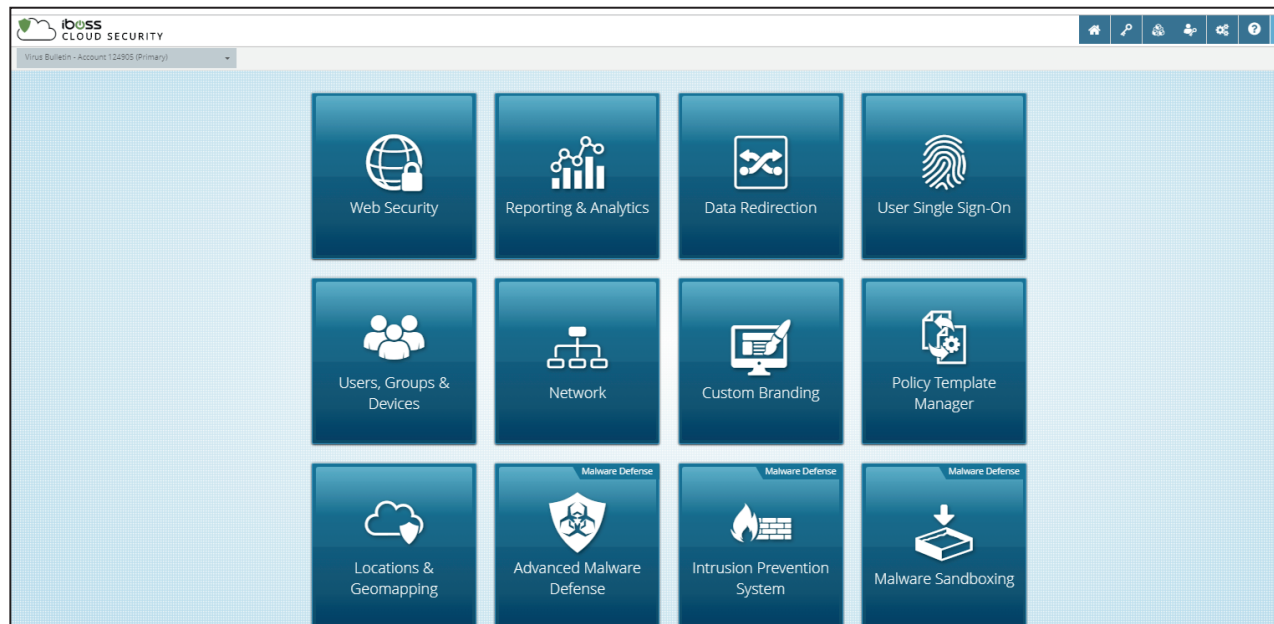 iboss
CLOUD SECURITY
Virus Bulletin - Account 124905 (Primary)
Web Security
Reporting & Analytics
Data Redirection
User Single Sign-On
Users, Groups &
Devices
Network
Custom Branding
Policy Template
Manager
Locations &
Geomapping
Malware Defense
Advanced Malware
Defense
Malware Defense
Intrusion Prevention
System
Malware Defense
Malware Sandboxing